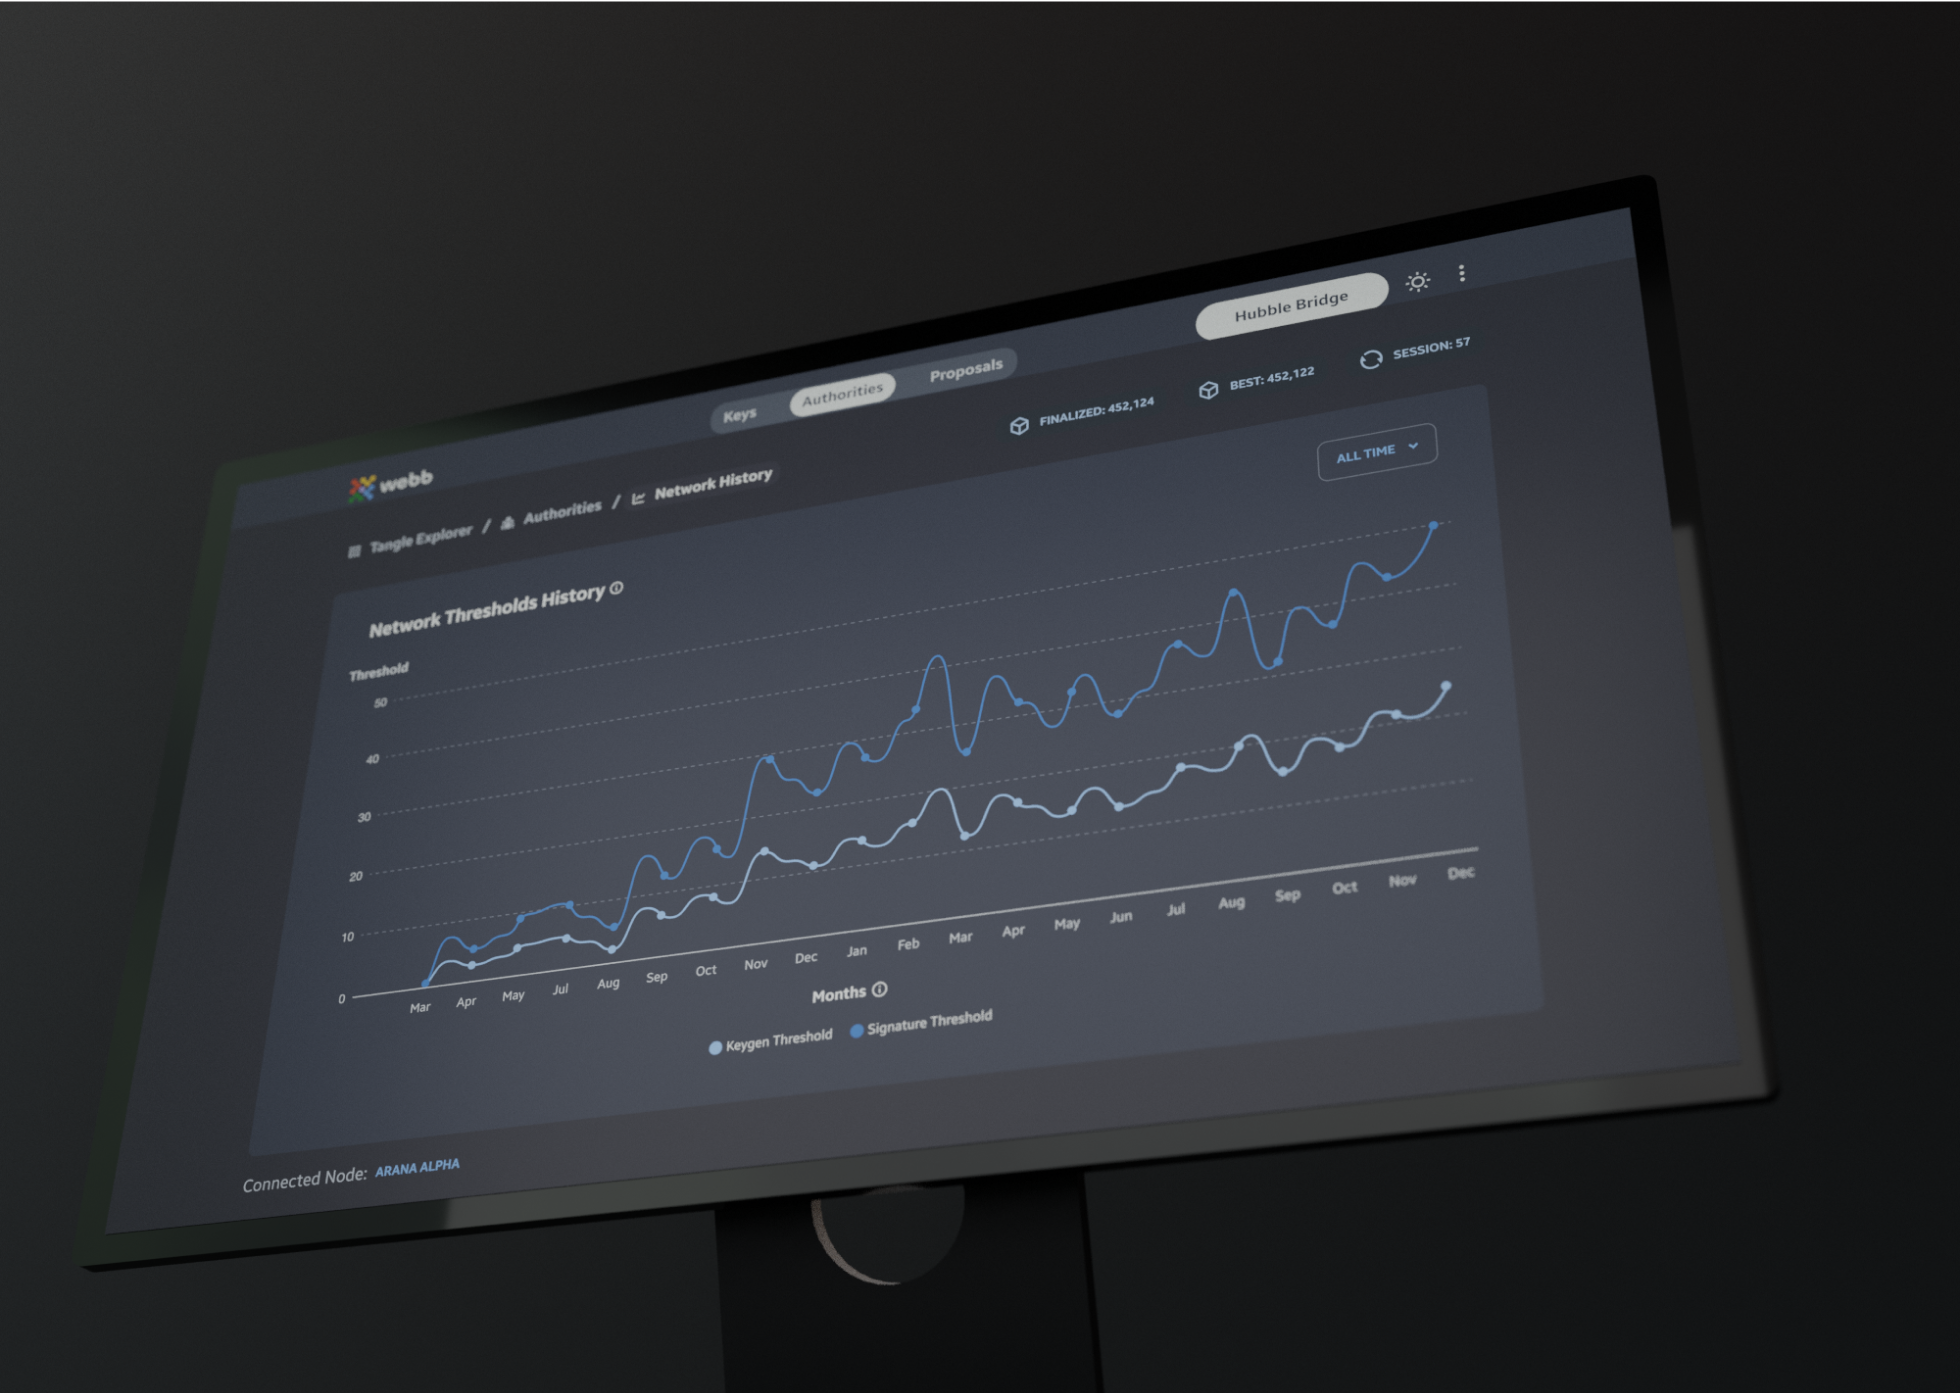 Hubble Bridge
Keys Authorities Proposals
webb
FINALIZED: 452,124 BEST: 452,122 SESSION: 57
Tangle Explorer / Authorities / Network History
ALL TIME
Network Thresholds History
Threshold
50
40
30
20
10
0
Mar Apr May Jul Aug Sep Oct Nov Dec Jan Feb Mar Apr May Jun Jul Aug Sep Oct Nov Dec
Months
Keygen Threshold Signature Threshold
Connected Node: ARANA ALPHA